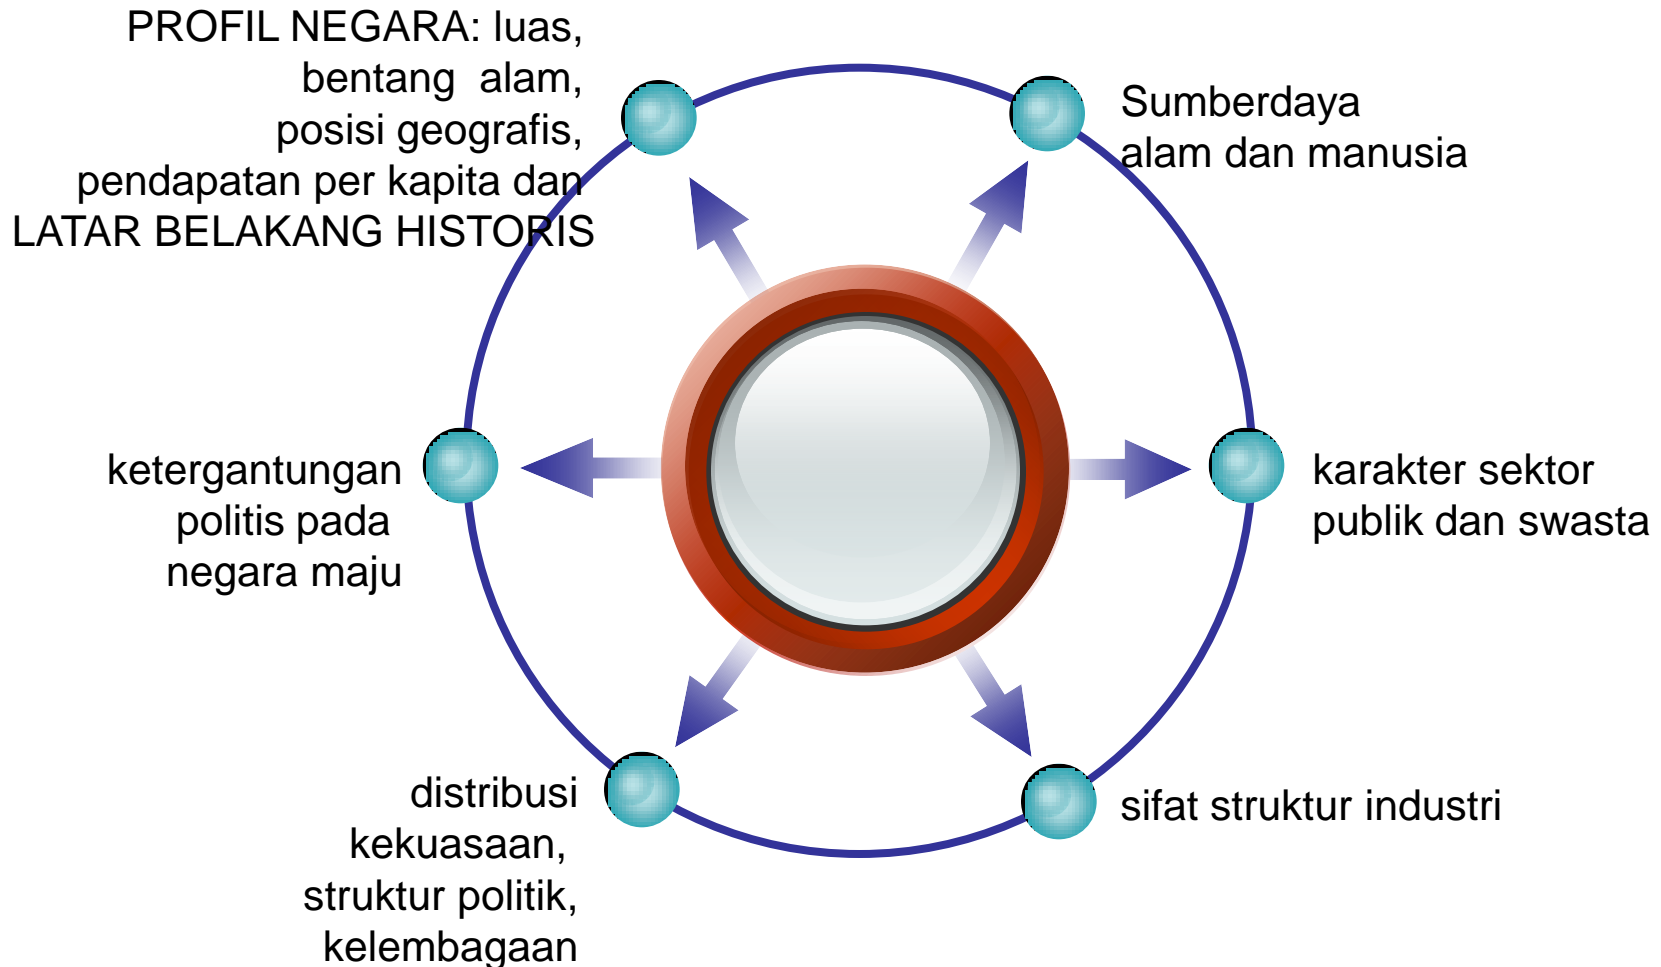 PROFIL NEGARA: luas,
bentang alam,
posisi geografis,
pendapatan per kapita dan
LATAR BELAKANG HISTORIS
Sumberdaya
alam dan manusia
ketergantungan
politis pada
negara maju
karakter sektor
publik dan swasta
distribusi
kekuasaan,
struktur politik,
kelembagaan
sifat struktur industri